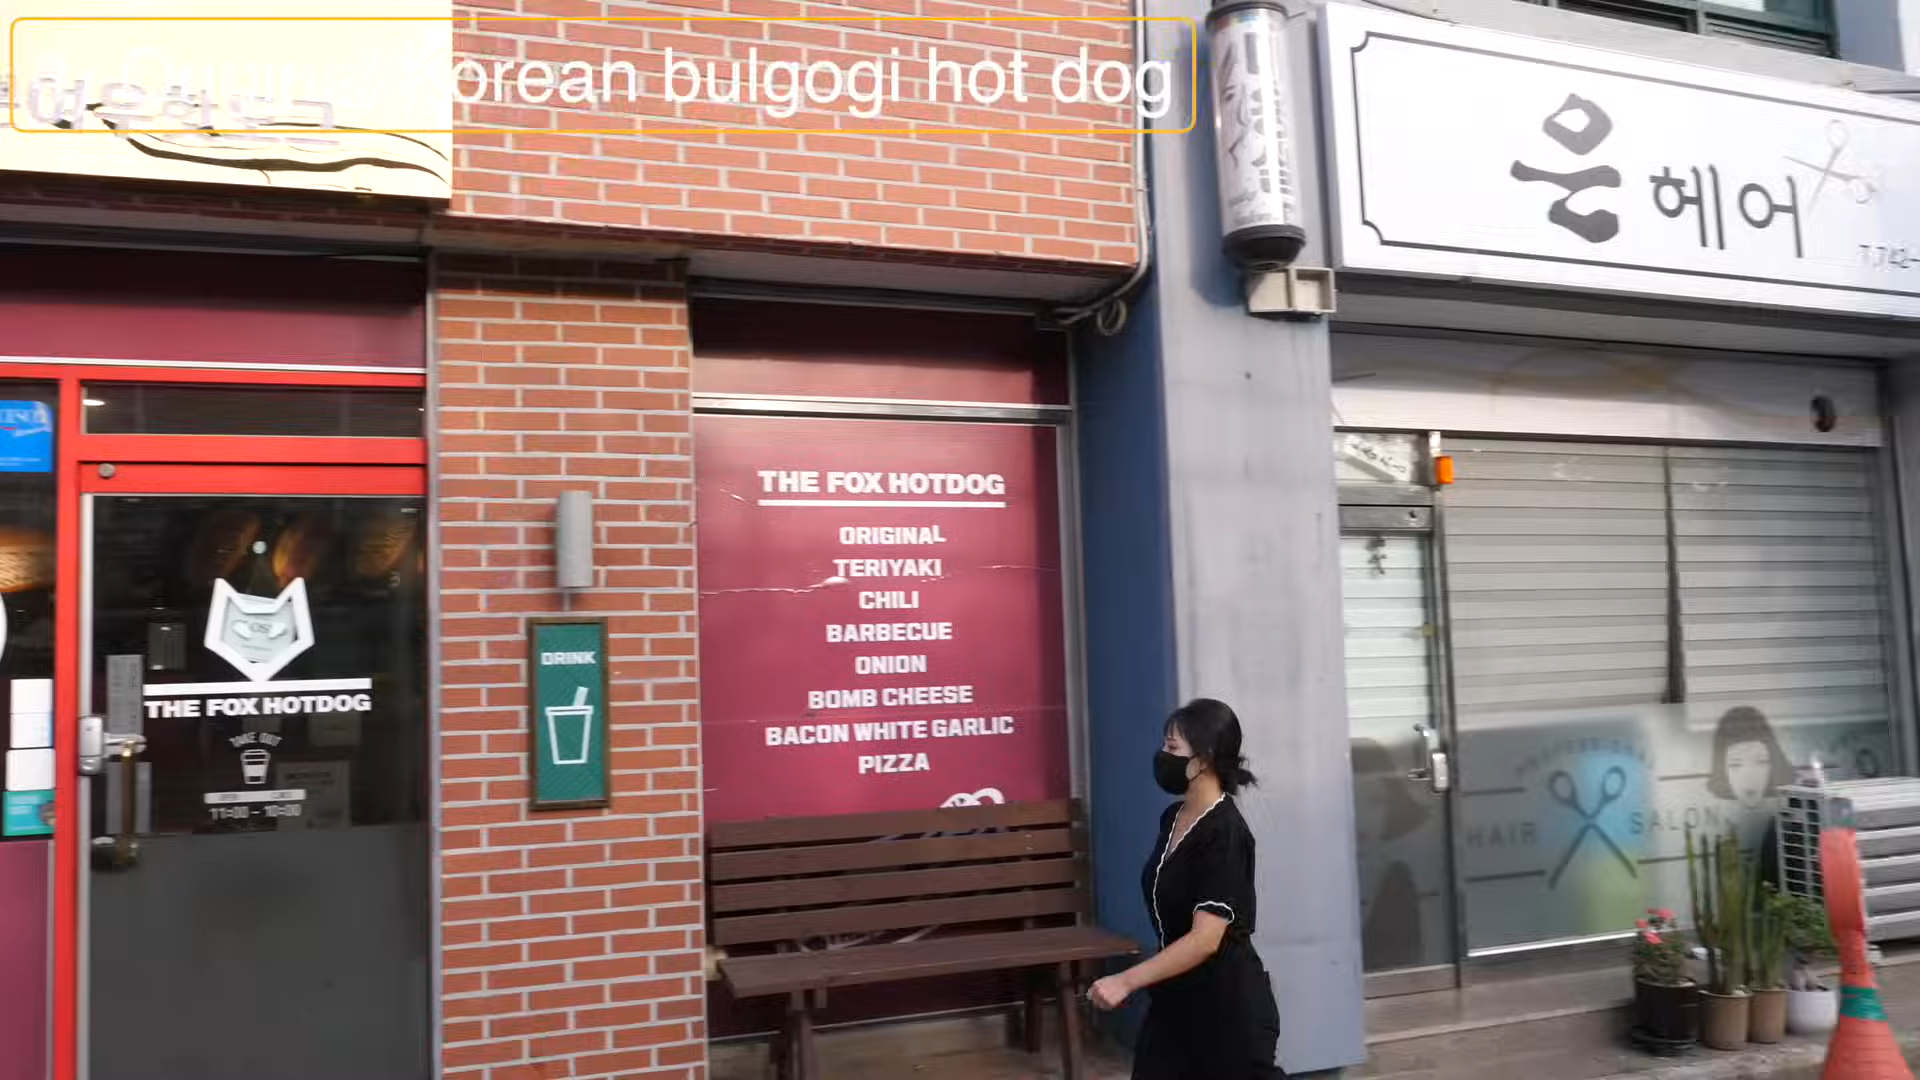 Korean bulgogi hot dog
은 헤어
THE FOX HOTDOG
ORIGINAL
TERIYAKI
CHILI
BARBECUE
ONION
BOMB CHEESE
BACON WHITE GARLIC
PIZZA
DRINK
THE FOX HOTDOG
TAKE OUT
11:00 - 10:00
HAIR SALON